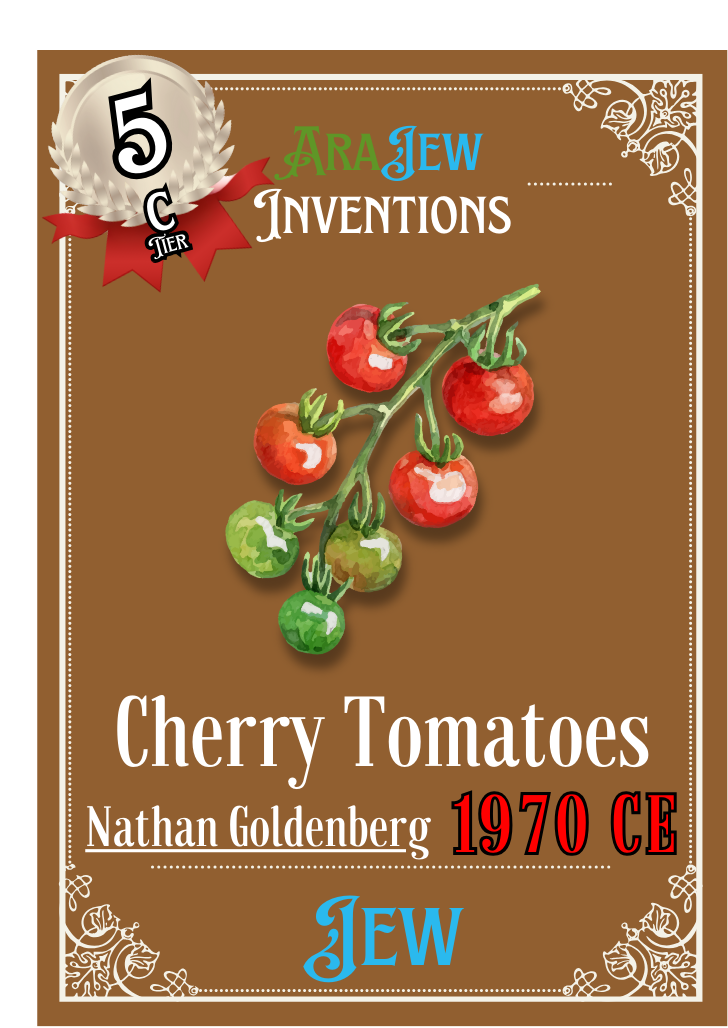 5
C
Tier
AraJew
Inventions
Cherry Tomatoes
Nathan Goldenberg 1970 CE
Jew